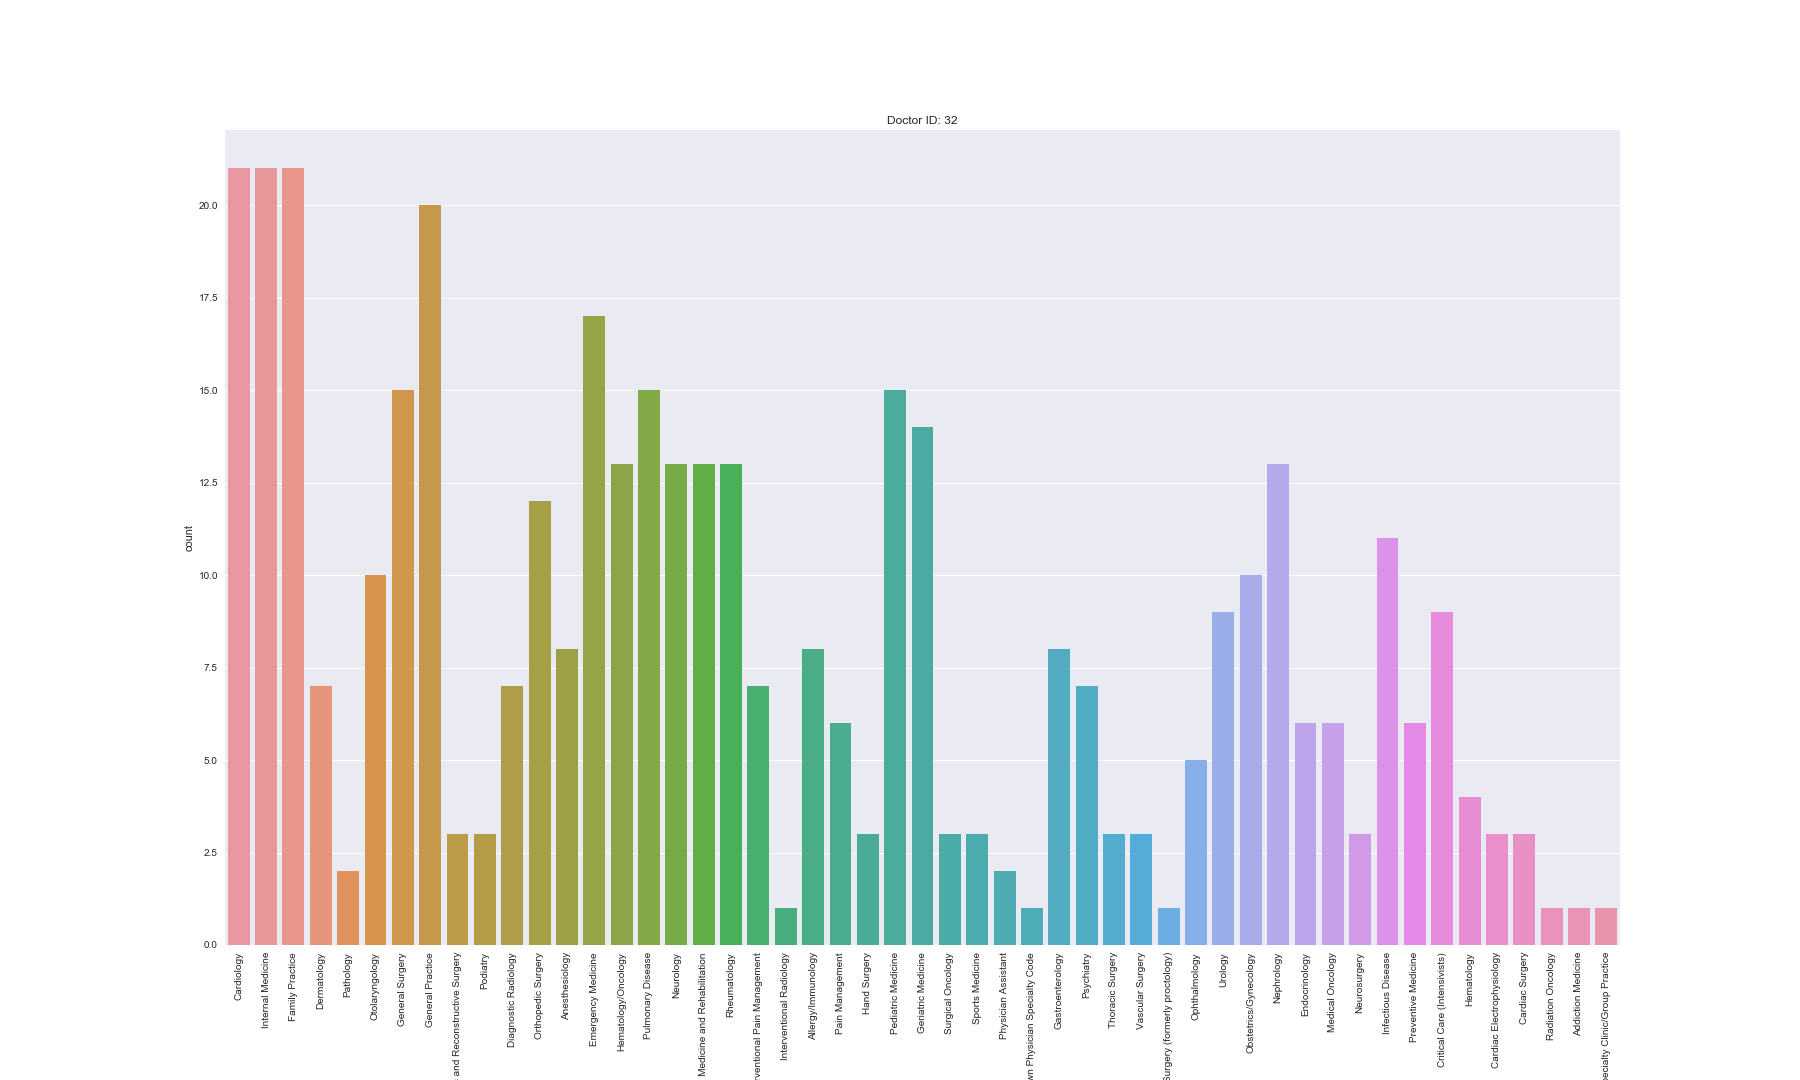 Doctor ID: 32
20.0
17.5
15.0
12.5
10.0
7.5
5.0
2.5
0.0
count
Cardiology
Internal Medicine
Family Practice
Dermatology
Pathology
Otolaryngology
General Surgery
General Practice
and Reconstructive Surgery
Podiatry
Diagnostic Radiology
Orthopedic Surgery
Anesthesiology
Emergency Medicine
Hematology/Oncology
Pulmonary Disease
Neurology
Medicine and Rehabilitation
Rheumatology
Pain Management
Interventional Radiology
Allergy/Immunology
Pain Management
Hand Surgery
Pediatric Medicine
Geriatric Medicine
Surgical Oncology
Sports Medicine
Physician Assistant
Physician Specialty Code
Gastroenterology
Psychiatry
Thoracic Surgery
Vascular Surgery
Surgery (formerly proctology)
Ophthalmology
Urology
Obstetrics/Gynecology
Nephrology
Endocrinology
Medical Oncology
Neurosurgery
Infectious Disease
Preventive Medicine
Critical Care (Intensivists)
Hematology
Cardiac Electrophysiology
Cardiac Surgery
Radiation Oncology
Addiction Medicine
Clinic/Group Practice